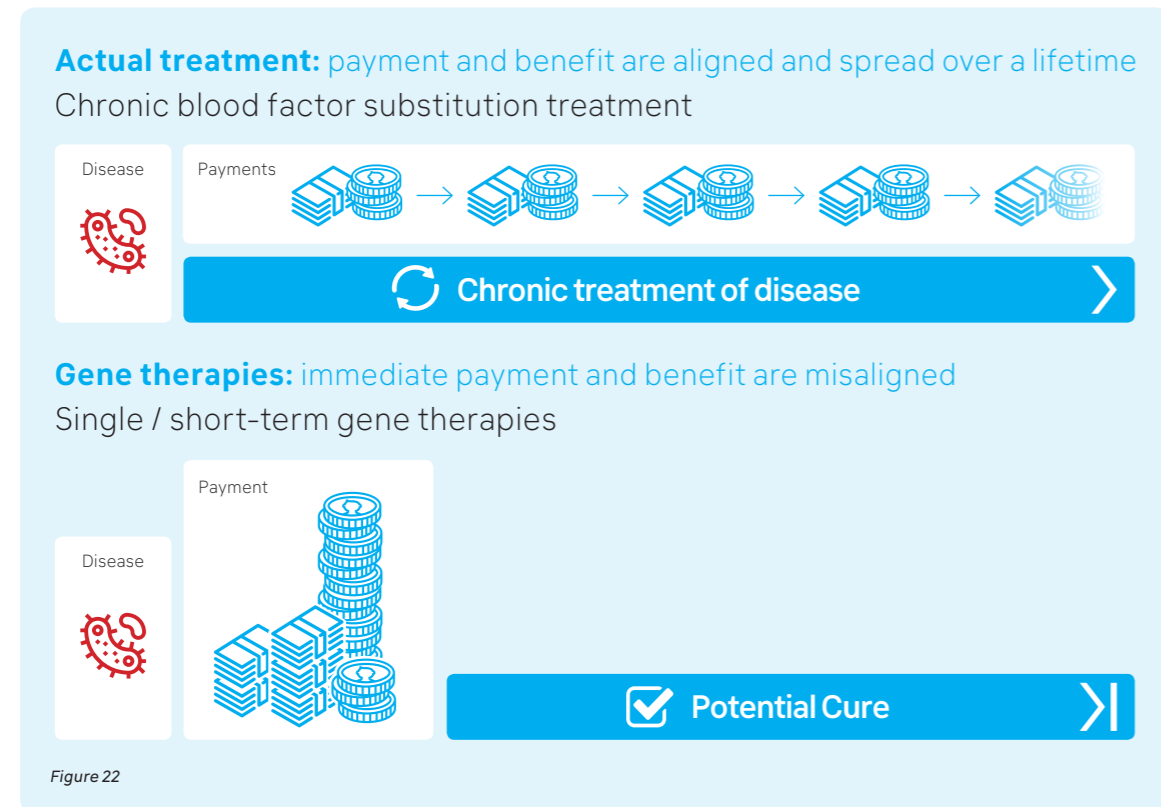 Actual treatment: payment and benefit are aligned and spread over a lifetime
Chronic blood factor substitution treatment
Disease
Payments
Chronic treatment of disease
Gene therapies: immediate payment and benefit are misaligned
Single / short-term gene therapies
Payment
Disease
Potential Cure
Figure 22